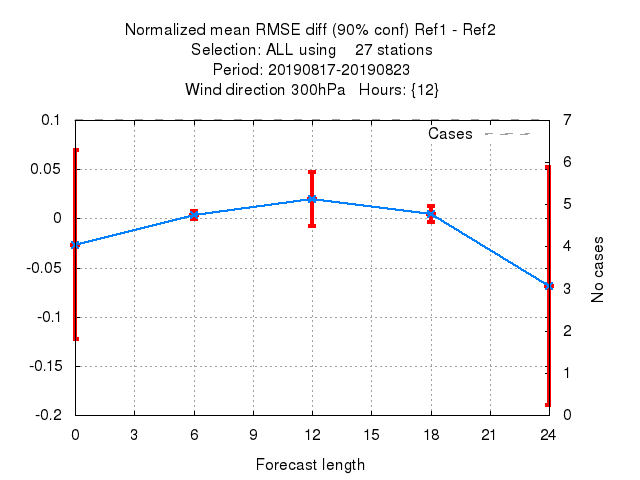 Normalized mean RMSE diff (90% conf) Ref1 - Ref2
Selection: ALL using    27 stations
Period: 20190817-20190823
Wind direction 300hPa   Hours: {12}
Cases
0.1
0.05
0
-0.05
-0.1
-0.15
-0.2
7
6
5
4
3
2
1
0
No cases
0 3 6 9 12 15 18 21 24
Forecast length